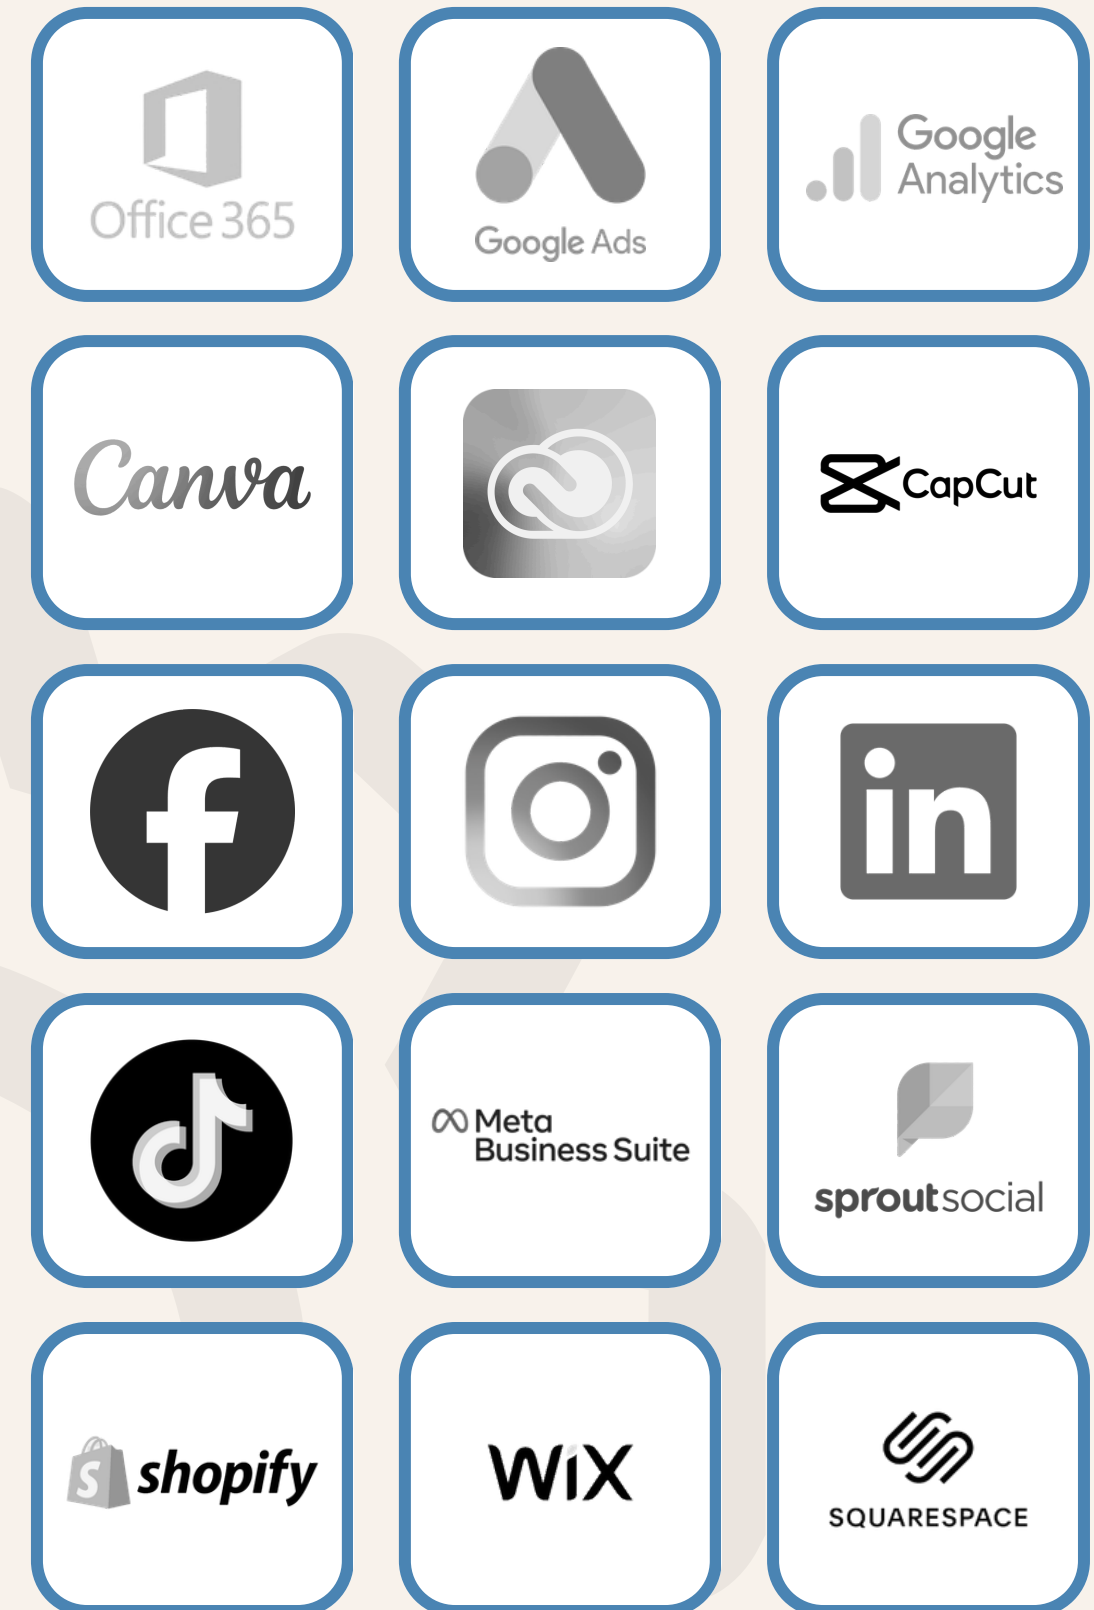 Office 365
Google Ads
Google
Analytics
Canva
CapCut
f
in
Meta
Business Suite
sproutsocial
S
shopify
WiX
SQUARESPACE